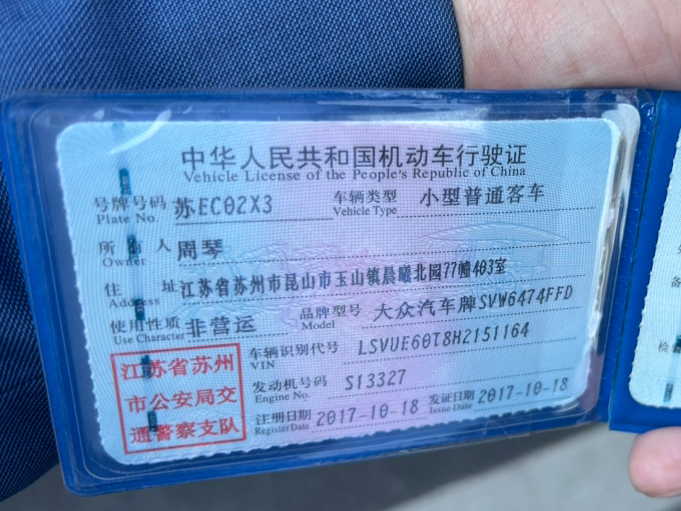 中华人民共和国机动车行驶证
Vehicle License of the People's Republic of China
号牌号码 苏EC02X3 车辆类型 小型普通客车
Plate No. Vehicle Type
所有人 周琴
Owner
住址 江苏省苏州市昆山市玉山镇晨曦北园77幢403室
Address
使用性质 非营运 品牌型号 大众汽车牌SVW6474FFD
Use Character Model
车辆识别代号 LSVUE60T8H2151164
VIN
发动机号码 S13327
Engine No.
注册日期 2017-10-18 发证日期 2017-10-18
Register Date Issue Date
江苏省苏州
市公安局交
通警察支队